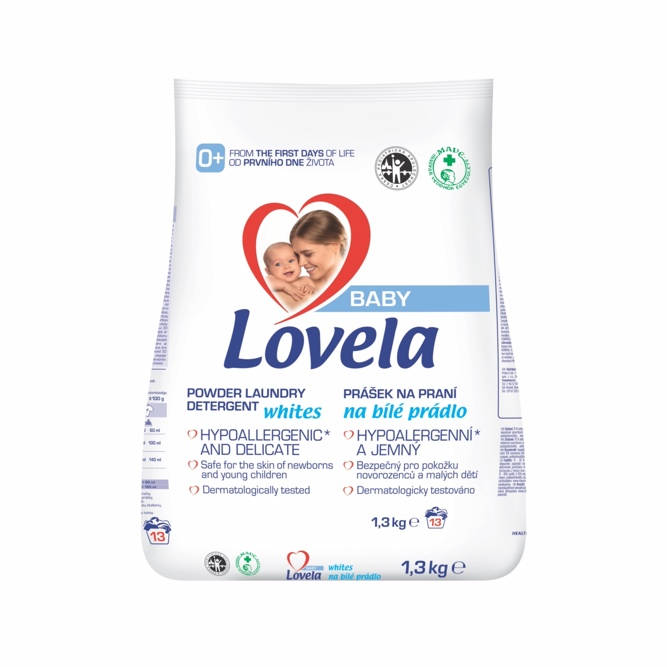 0+ FROM THE FIRST DAYS OF LIFE
OD PRVNÍHO DNE ŽIVOTA
BABY
Lovela
POWDER LAUNDRY
DETERGENT whites
HYPOALLERGENIC*
AND DELICATE
Safe for the skin of newborns
and young children
Dermatologically tested
PRÁŠEK NA PRANÍ
na bílé prádlo
HYPOALERGENNÍ*
A JEMNÝ
Bezpečný pro pokožku
novorozenců a malých dětí
Dermatologicky testováno
1,3 kg e 13
13
BABY
Lovela
whites
na bílé prádlo
1,3 kg e